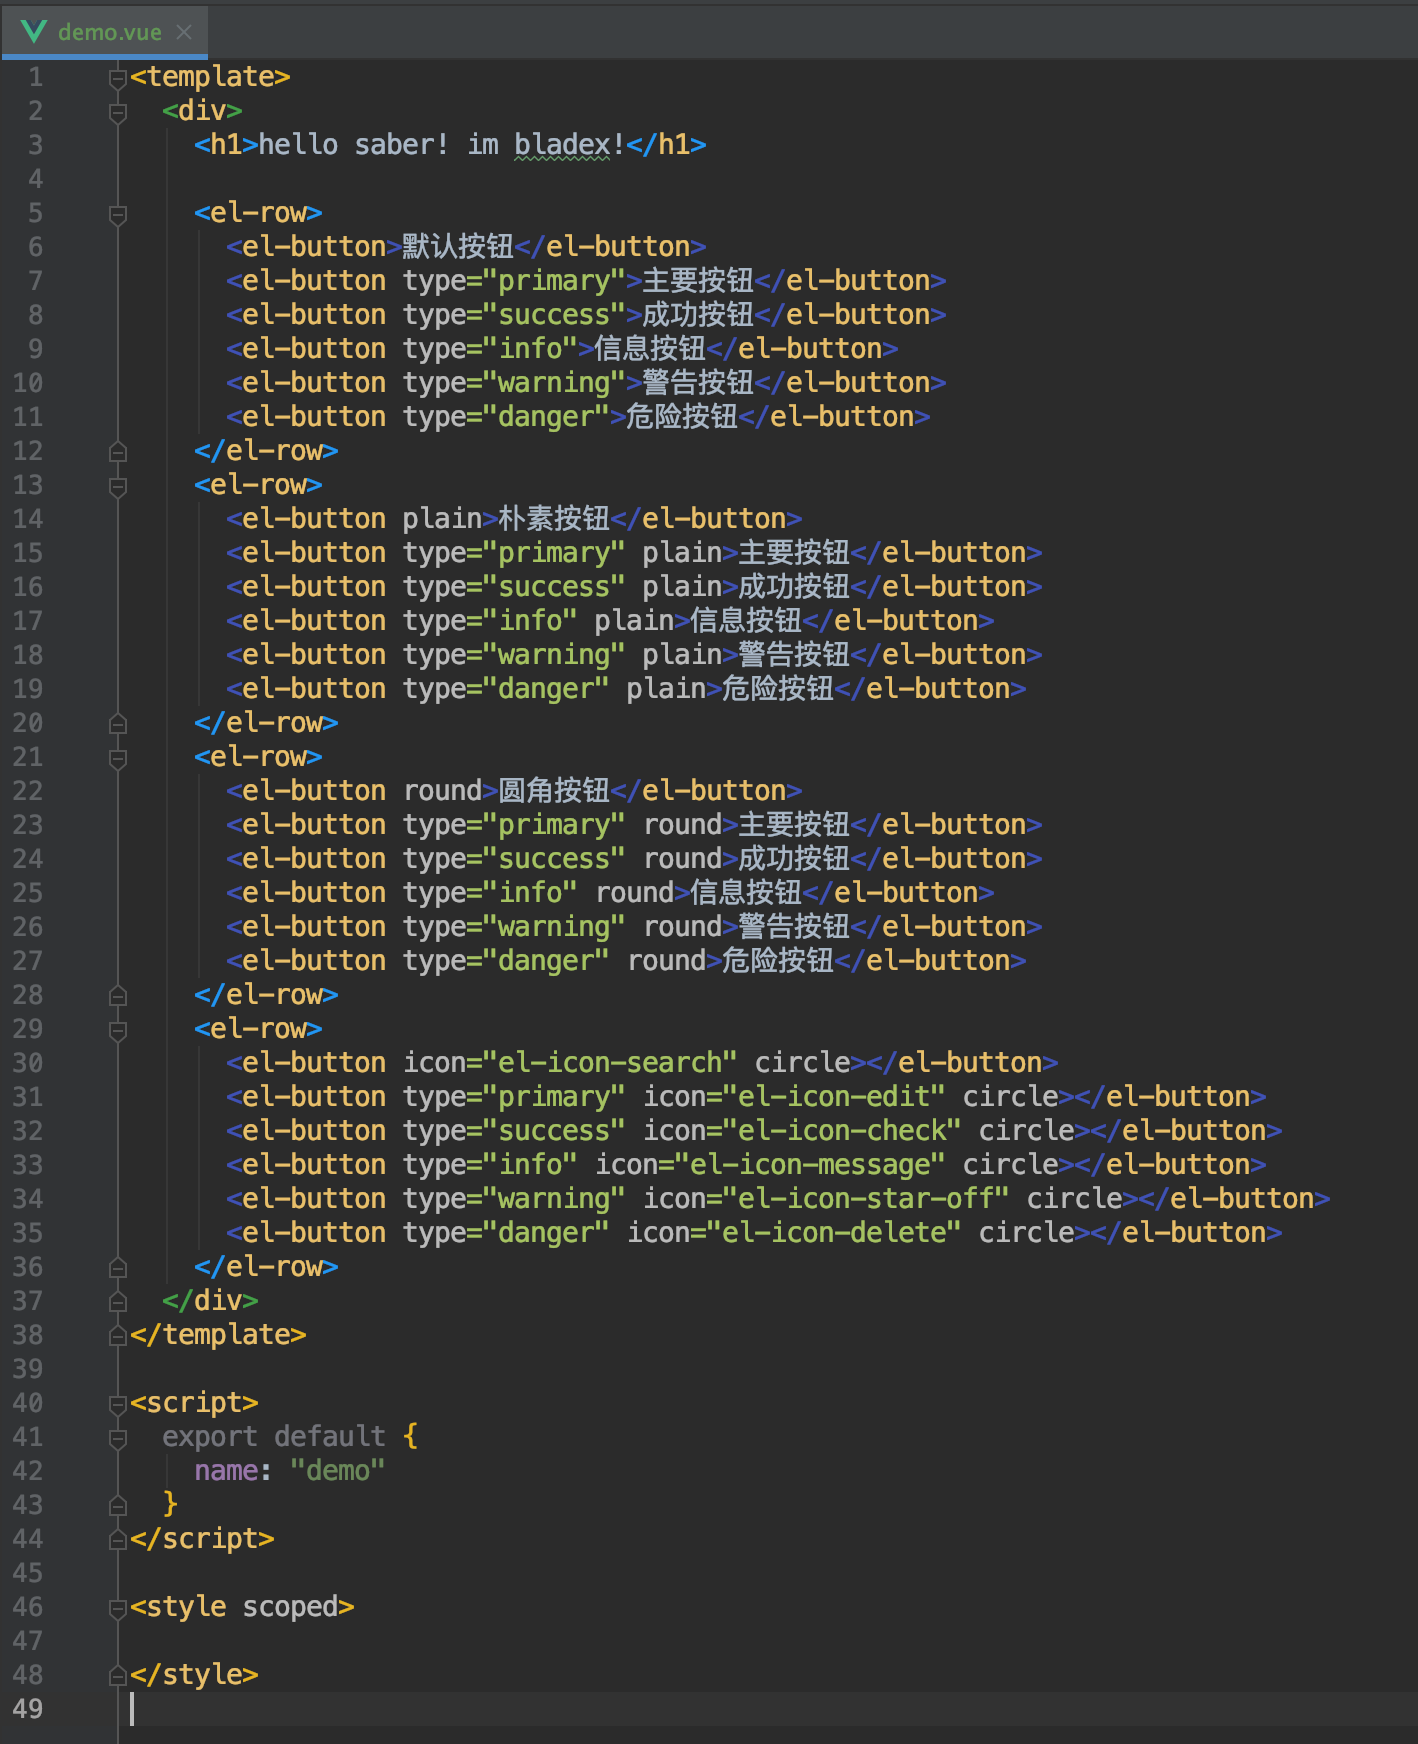 demo.vue
1 <template>
2   <div>
3     <h1>hello saber! im bladex!</h1>
4
5     <el-row>
6       <el-button>默认按钮</el-button>
7       <el-button type="primary">主要按钮</el-button>
8       <el-button type="success">成功按钮</el-button>
9       <el-button type="info">信息按钮</el-button>
10       <el-button type="warning">警告按钮</el-button>
11       <el-button type="danger">危险按钮</el-button>
12     </el-row>
13     <el-row>
14       <el-button plain>朴素按钮</el-button>
15       <el-button type="primary" plain>主要按钮</el-button>
16       <el-button type="success" plain>成功按钮</el-button>
17       <el-button type="info" plain>信息按钮</el-button>
18       <el-button type="warning" plain>警告按钮</el-button>
19       <el-button type="danger" plain>危险按钮</el-button>
20     </el-row>
21     <el-row>
22       <el-button round>圆角按钮</el-button>
23       <el-button type="primary" round>主要按钮</el-button>
24       <el-button type="success" round>成功按钮</el-button>
25       <el-button type="info" round>信息按钮</el-button>
26       <el-button type="warning" round>警告按钮</el-button>
27       <el-button type="danger" round>危险按钮</el-button>
28     </el-row>
29     <el-row>
30       <el-button icon="el-icon-search" circle></el-button>
31       <el-button type="primary" icon="el-icon-edit" circle></el-button>
32       <el-button type="success" icon="el-icon-check" circle></el-button>
33       <el-button type="info" icon="el-icon-message" circle></el-button>
34       <el-button type="warning" icon="el-icon-star-off" circle></el-button>
35       <el-button type="danger" icon="el-icon-delete" circle></el-button>
36     </el-row>
37   </div>
38 </template>
39
40 <script>
41   export default {
42     name: "demo"
43   }
44 </script>
45
46 <style scoped>
47
48 </style>
49